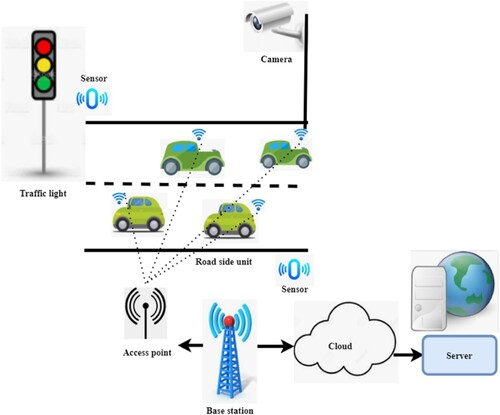 Camera
Sensor
Traffic light
Road side unit
Sensor
Access point
Base station
Cloud
Server